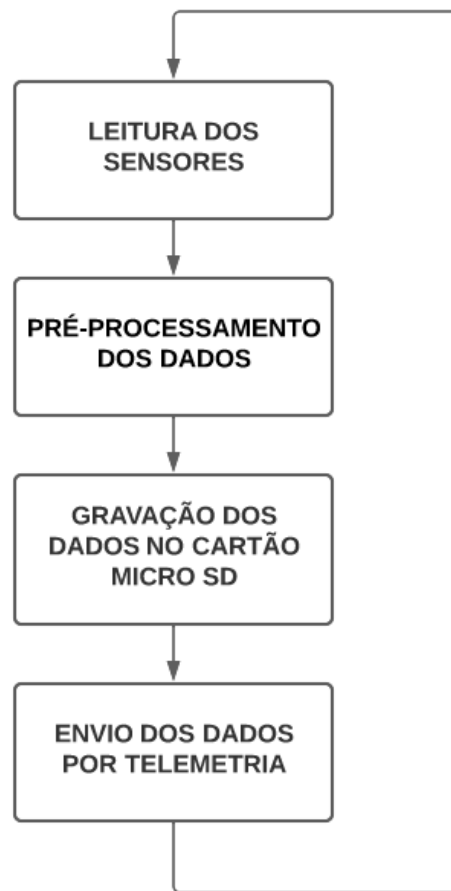 LEITURA DOS
SENSORES
PRÉ-PROCESSAMENTO
DOS DADOS
GRAVAÇÃO DOS
DADOS NO CARTÃO
MICRO SD
ENVIO DOS DADOS
POR TELEMETRIA